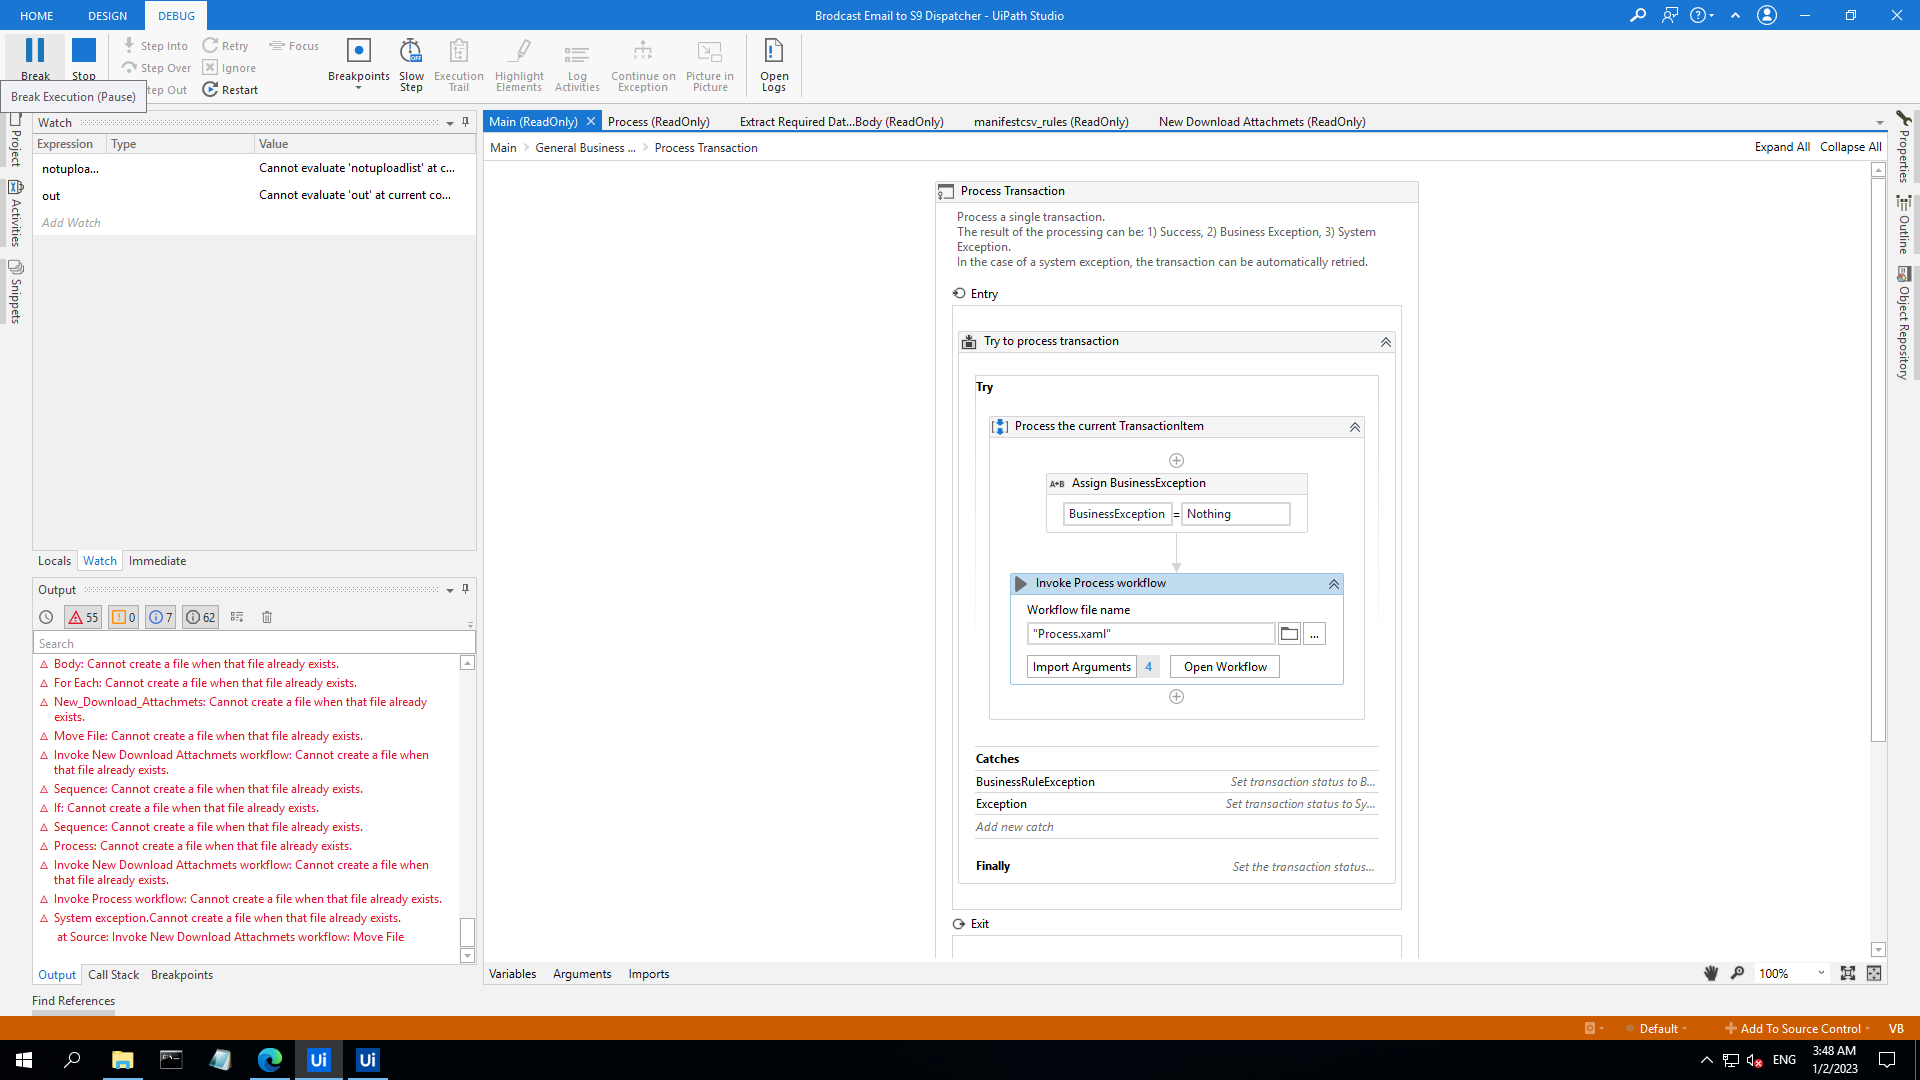 HOME
DESIGN
DEBUG
Brodcast Email to S9 Dispatcher - UiPath Studio
Break
Stop
Step Into
Step Over
tep Out
Retry
Ignore
Restart
Focus
Breakpoints
Slow
Step
Execution
Trail
Highlight
Elements
Log
Activities
Continue on
Exception
Picture in
Picture
Open
Logs
Break Execution (Pause)
Project
Activities
Snippets
Watch
Expression
Type
Value
notuploa...
Cannot evaluate 'notuploadlist' at c...
out
Cannot evaluate 'out' at current co...
Add Watch
Locals
Watch
Immediate
Output
55
0
7
62
Search
Body: Cannot create a file when that file already exists.
For Each: Cannot create a file when that file already exists.
New_Download_Attachmets: Cannot create a file when that file already
exists.
Move File: Cannot create a file when that file already exists.
Invoke New Download Attachmets workflow: Cannot create a file when
that file already exists.
Sequence: Cannot create a file when that file already exists.
If: Cannot create a file when that file already exists.
Sequence: Cannot create a file when that file already exists.
Process: Cannot create a file when that file already exists.
Invoke New Download Attachmets workflow: Cannot create a file when
that file already exists.
Invoke Process workflow: Cannot create a file when that file already exists.
System exception.Cannot create a file when that file already exists.
at Source: Invoke New Download Attachmets workflow: Move File
Output
Call Stack
Breakpoints
Find References
Main (ReadOnly)
Process (ReadOnly)
Extract Required Dat...Body (ReadOnly)
manifestcsv_rules (ReadOnly)
New Download Attachmets (ReadOnly)
Main
General Business ...
Process Transaction
Expand All
Collapse All
Process Transaction
Process a single transaction.
The result of the processing can be: 1) Success, 2) Business Exception, 3) System
Exception.
In the case of a system exception, the transaction can be automatically retried.
Entry
Try to process transaction
Try
Process the current TransactionItem
A*B Assign BusinessException
BusinessException = Nothing
Invoke Process workflow
Workflow file name
"Process.xaml"
...
Import Arguments
4
Open Workflow
Catches
BusinessRuleException
Set transaction status to B...
Exception
Set transaction status to Sy...
Add new catch
Finally
Set the transaction status...
Exit
Variables
Arguments
Imports
100%
Properties
Outline
Object Repository
Default
Add To Source Control
VB
Ui
Ui
ENG
3:48 AM
1/2/2023